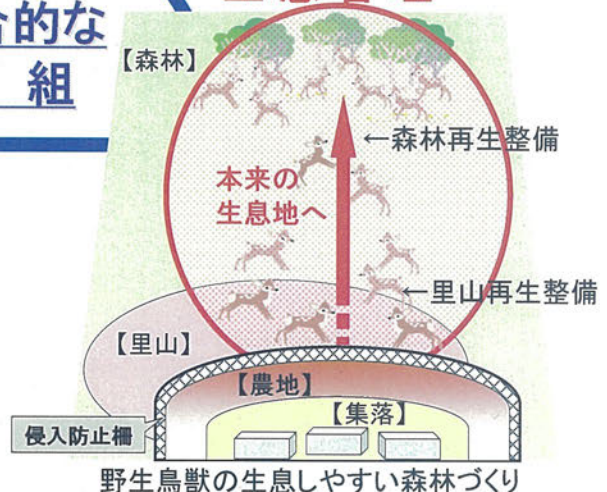 合的な
組
【森林】
←森林再生整備
本来の
生息地へ
←里山再生整備
【里山】
【農地】
【集落】
侵入防止柵
野生鳥獣の生息しやすい森林づくり